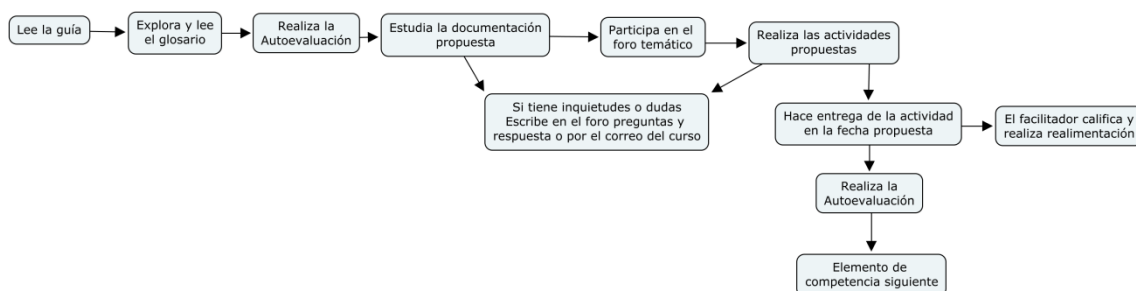 Lee la guía
Explora y lee
el glosario
Realiza la
Autoevaluación
Estudia la documentación
propuesta
Participa en el
foro temático
Realiza las actividades
propuestas
Si tiene inquietudes o dudas
Escribe en el foro preguntas y
respuesta o por el correo del curso
Hace entrega de la actividad
en la fecha propuesta
El facilitador califica y
realiza realimentación
Realiza la
Autoevaluación
Elemento de
competencia siguiente